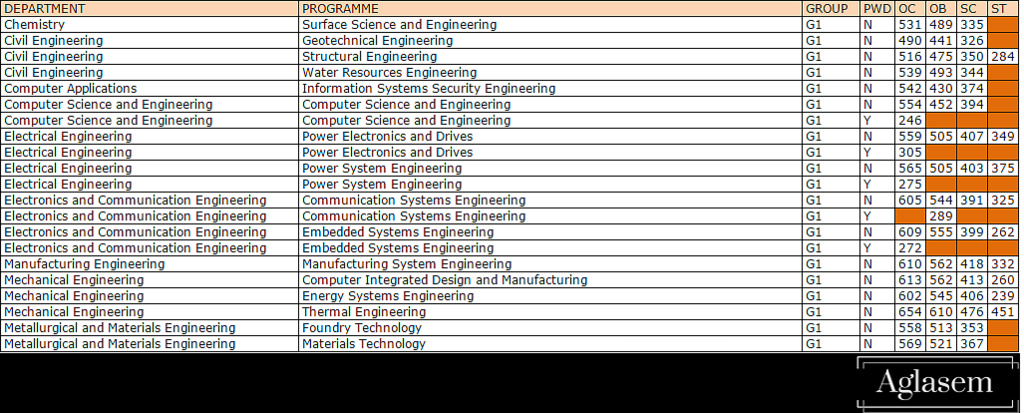 DEPARTMENT PROGRAMME GROUP PWD OC OB SC ST
Chemistry Surface Science and Engineering G1 N 531 489 335
Civil Engineering Geotechnical Engineering G1 N 490 441 326
Civil Engineering Structural Engineering G1 N 516 475 350 284
Civil Engineering Water Resources Engineering G1 N 539 493 344
Computer Applications Information Systems Security Engineering G1 N 542 430 374
Computer Science and Engineering Computer Science and Engineering G1 N 554 452 394
Computer Science and Engineering Computer Science and Engineering G1 Y 246
Electrical Engineering Power Electronics and Drives G1 N 559 505 407 349
Electrical Engineering Power Electronics and Drives G1 Y 305
Electrical Engineering Power System Engineering G1 N 565 505 403 375
Electrical Engineering Power System Engineering G1 Y 275
Electronics and Communication Engineering Communication Systems Engineering G1 N 605 544 391 325
Electronics and Communication Engineering Communication Systems Engineering G1 Y 289
Electronics and Communication Engineering Embedded Systems Engineering G1 N 609 555 399 262
Electronics and Communication Engineering Embedded Systems Engineering G1 Y 272
Manufacturing Engineering Manufacturing System Engineering G1 N 610 562 418 332
Mechanical Engineering Computer Integrated Design and Manufacturing G1 N 613 562 413 260
Mechanical Engineering Energy Systems Engineering G1 N 602 545 406 239
Mechanical Engineering Thermal Engineering G1 N 654 610 476 451
Metallurgical and Materials Engineering Foundry Technology G1 N 558 513 353
Metallurgical and Materials Engineering Materials Technology G1 N 569 521 367
Aglasem